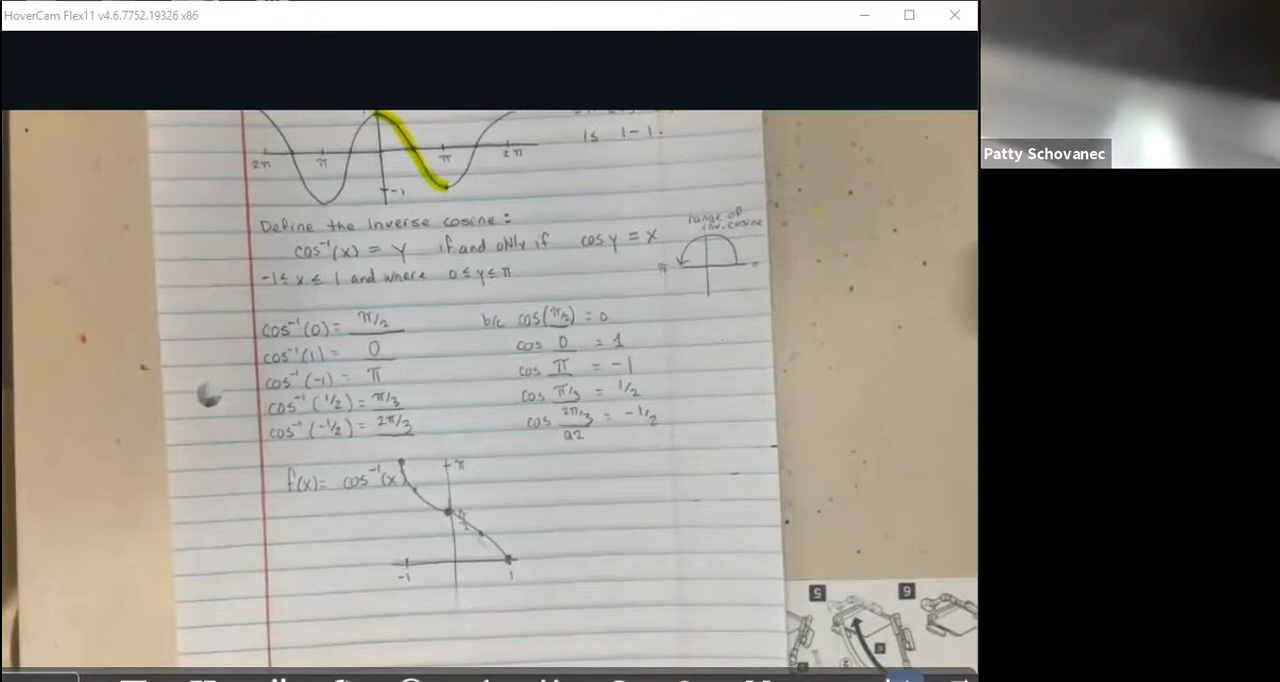 HoverCam Flex11 v4.6.7752.19326 x86
Patty Schovanec
is 1-1.
2π π π 2π
-1
Define the Inverse cosine:
range of
inv. cosine
cos⁻¹(x) = y if and only if cos y = x
-1 ≤ x ≤ 1 and where 0 ≤ y ≤ π
π
cos⁻¹(0) = π/2 b/c cos(π/2) = 0
cos⁻¹(1) = 0 cos 0 = 1
cos⁻¹(-1) = π cos π = -1
cos⁻¹(1/2) = π/3 cos π/3 = 1/2
cos⁻¹(-1/2) = 2π/3 cos 2π/3 = -1/2
Q2
π
f(x) = cos⁻¹(x)
π/2
-1 1
5 6